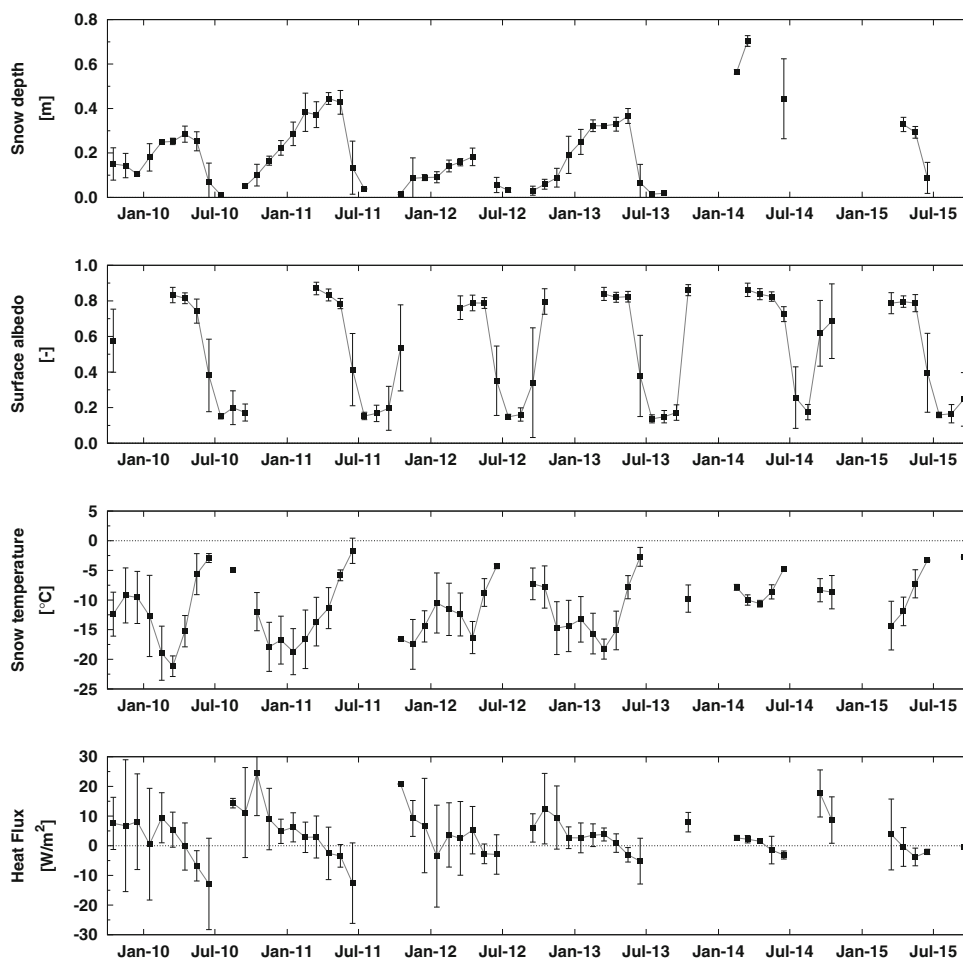 0.8
0.6
0.4
0.2
0.0
Snow depth
[m]
Jan-10 Jul-10 Jan-11 Jul-11 Jan-12 Jul-12 Jan-13 Jul-13 Jan-14 Jul-14 Jan-15 Jul-15
1.0
0.8
0.6
0.4
0.2
0.0
Surface albedo
[-]
Jan-10 Jul-10 Jan-11 Jul-11 Jan-12 Jul-12 Jan-13 Jul-13 Jan-14 Jul-14 Jan-15 Jul-15
5
0
-5
-10
-15
-20
-25
Snow temperature
[°C]
Jan-10 Jul-10 Jan-11 Jul-11 Jan-12 Jul-12 Jan-13 Jul-13 Jan-14 Jul-14 Jan-15 Jul-15
30
20
10
0
-10
-20
-30
Heat Flux
[W/m²]
Jan-10 Jul-10 Jan-11 Jul-11 Jan-12 Jul-12 Jan-13 Jul-13 Jan-14 Jul-14 Jan-15 Jul-15